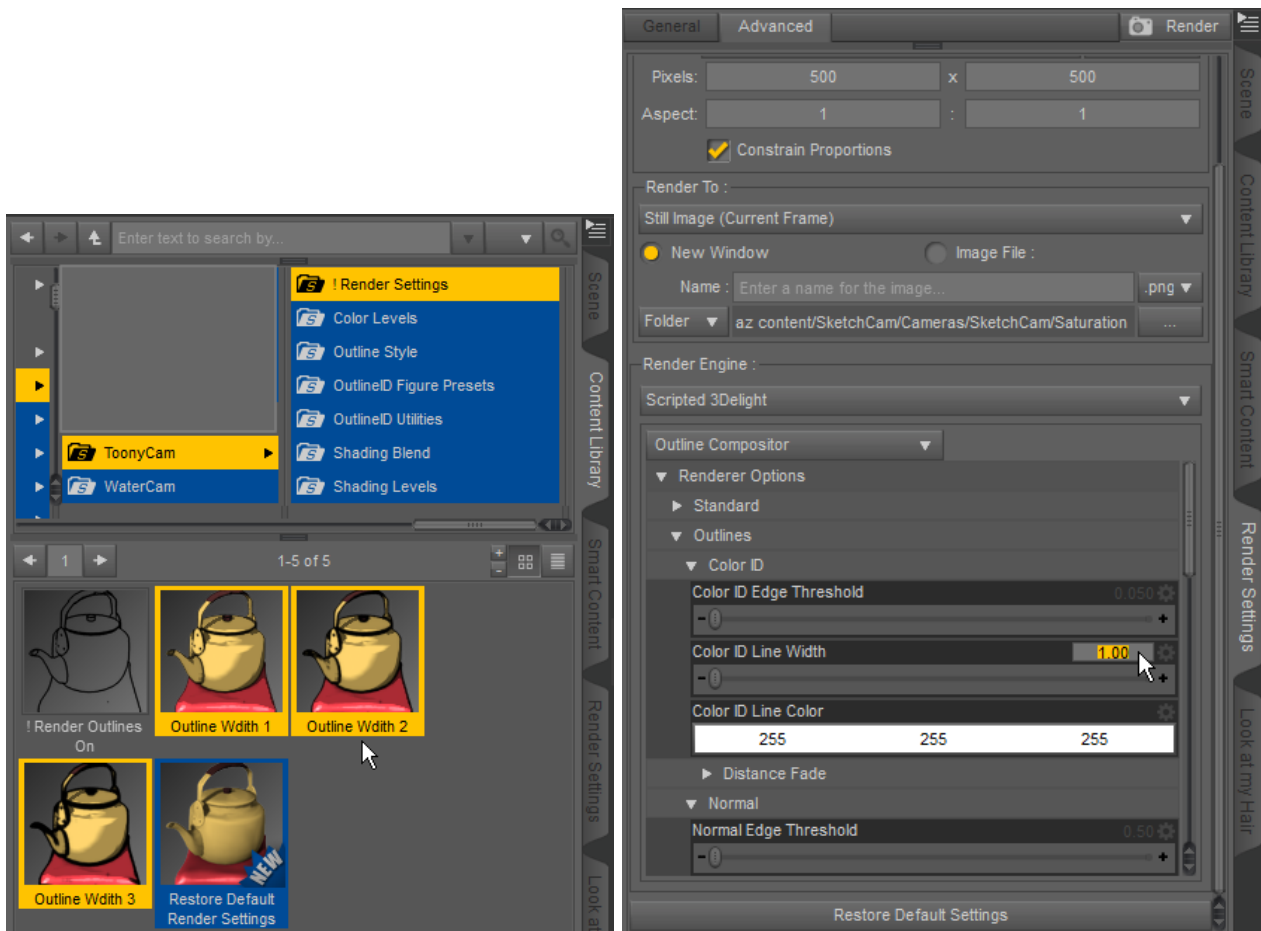 Enter text to search by...
! Render Settings
Color Levels
Outline Style
OutlineID Figure Presets
OutlineID Utilities
Shading Blend
Shading Levels
ToonyCam
WaterCam
1
1-5 of 5
! Render Outlines
On
Outline Wdith 1
Outline Wdith 2
Outline Wdith 3
NEW
Restore Default
Render Settings
Scene
Content Library
Smart Content
Render Settings
Look at
General
Advanced
Render
Pixels:
500
x
500
Aspect:
1
:
1
Constrain Proportions
Render To :
Still Image (Current Frame)
New Window
Image File :
Name :
Enter a name for the image...
.png
Folder
az content/SketchCam/Cameras/SketchCam/Saturation
...
Render Engine :
Scripted 3Delight
Outline Compositor
Renderer Options
Standard
Outlines
Color ID
Color ID Edge Threshold
0.050
Color ID Line Width
1.00
Color ID Line Color
255
255
255
Distance Fade
Normal
Normal Edge Threshold
0.50
Restore Default Settings
Scene
Content Library
Smart Content
Render Settings
Look at my Hair